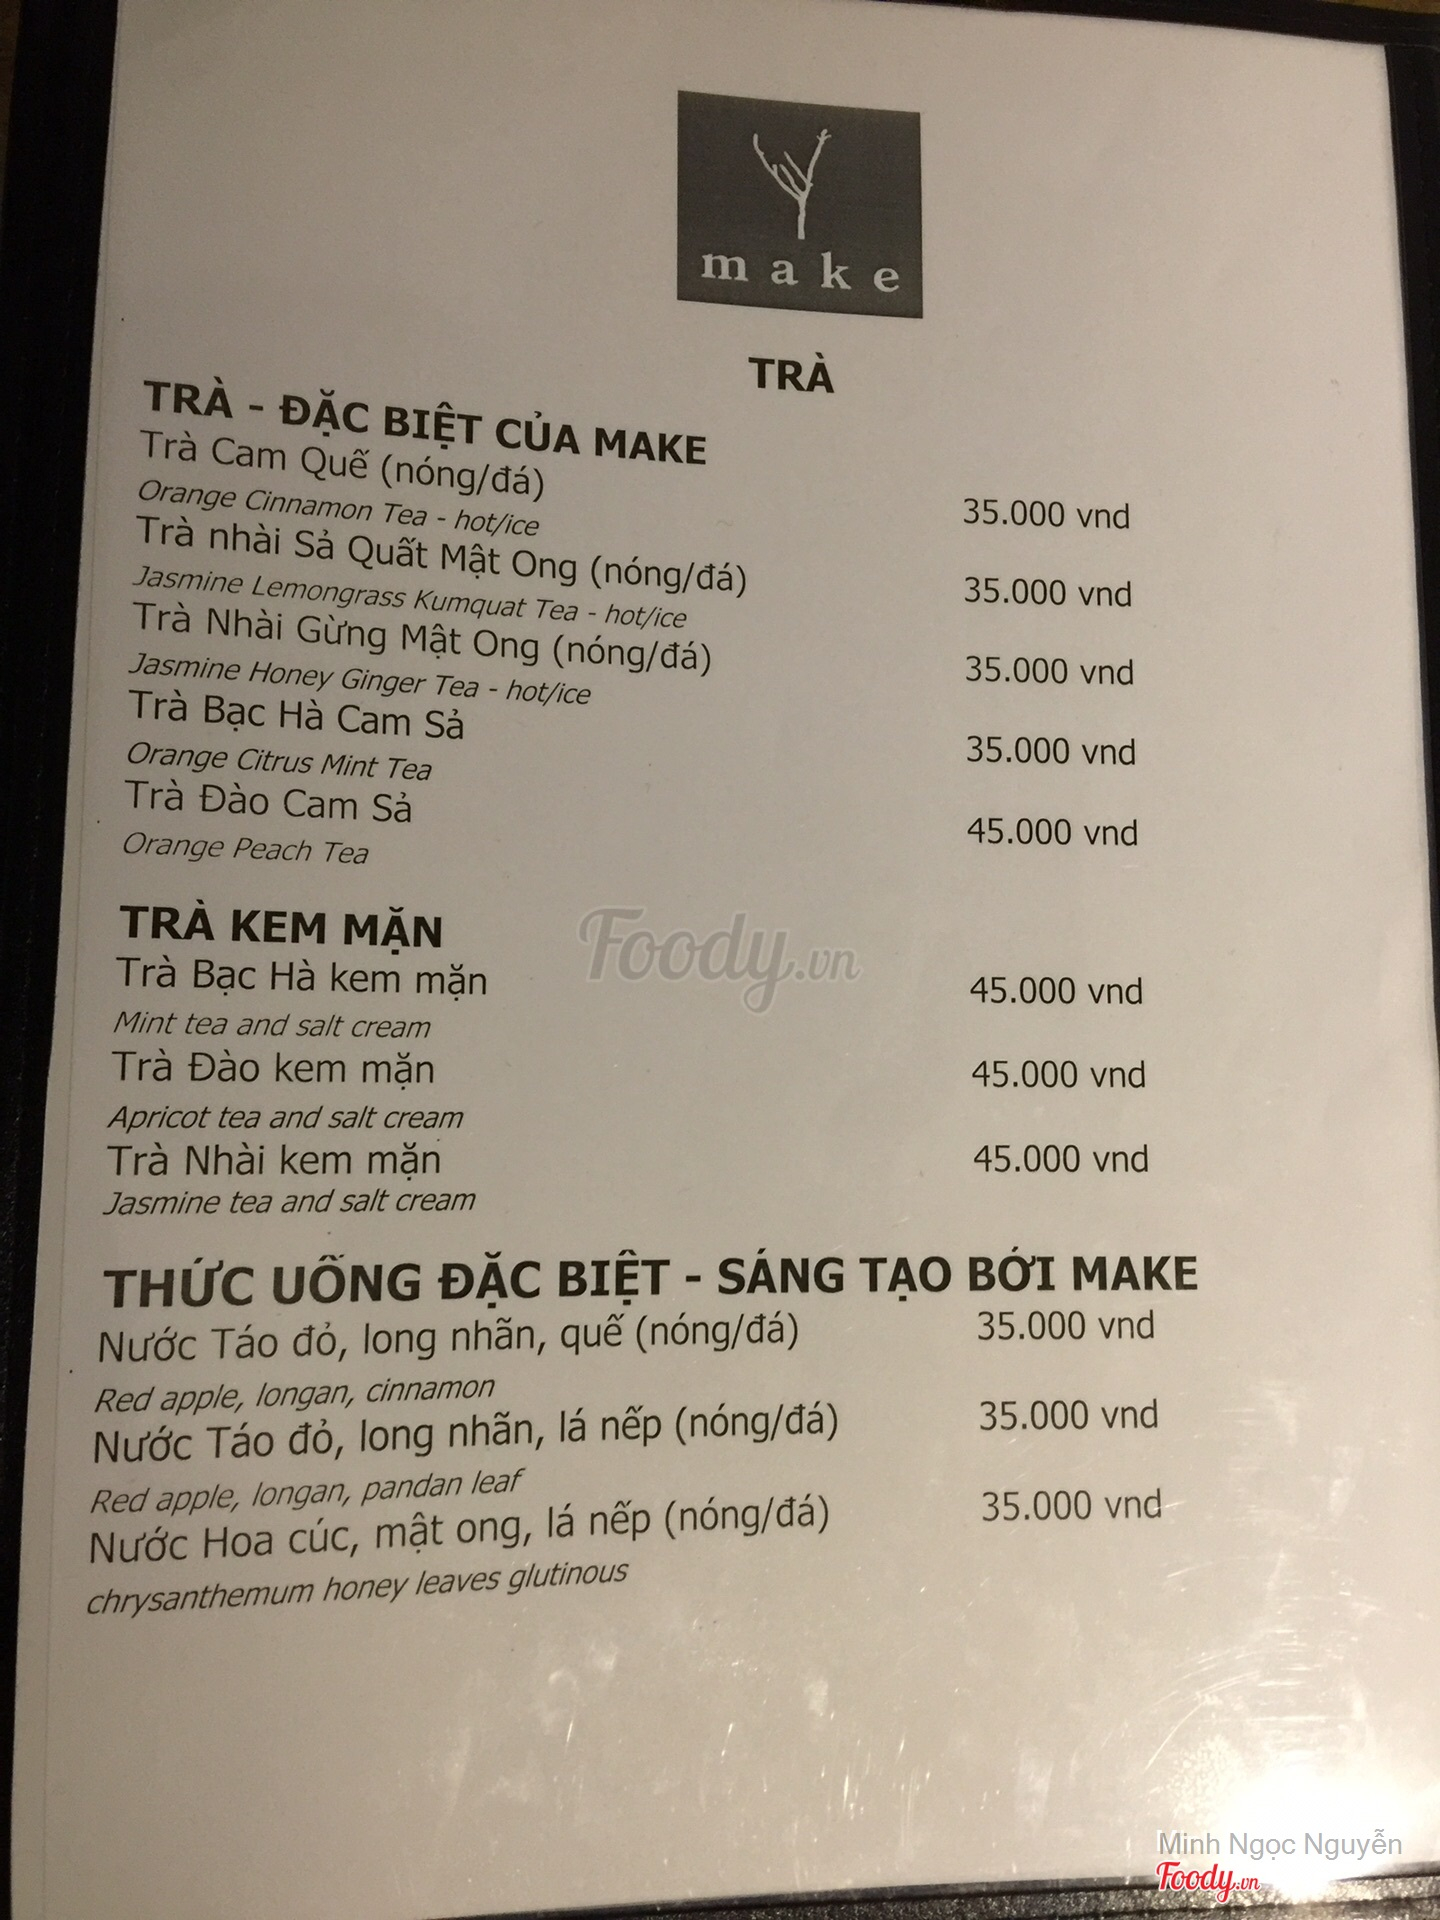 make
TRÀ
TRÀ - ĐẶC BIỆT CỦA MAKE
Trà Cam Quế (nóng/đá)
35.000 vnd
Orange Cinnamon Tea - hot/ice
Trà nhài Sả Quất Mật Ong (nóng/đá)
35.000 vnd
Jasmine Lemongrass Kumquat Tea - hot/ice
Trà Nhài Gừng Mật Ong (nóng/đá)
35.000 vnd
Jasmine Honey Ginger Tea - hot/ice
Trà Bạc Hà Cam Sả
35.000 vnd
Orange Citrus Mint Tea
Trà Đào Cam Sả
45.000 vnd
Orange Peach Tea
TRÀ KEM MẶN
Foody.vn
Trà Bạc Hà kem mặn
45.000 vnd
Mint tea and salt cream
Trà Đào kem mặn
45.000 vnd
Apricot tea and salt cream
Trà Nhài kem mặn
45.000 vnd
Jasmine tea and salt cream
THỨC UỐNG ĐẶC BIỆT - SÁNG TẠO BỚI MAKE
Nước Táo đỏ, long nhãn, quế (nóng/đá)
35.000 vnd
Red apple, longan, cinnamon
Nước Táo đỏ, long nhãn, lá nếp (nóng/đá)
35.000 vnd
Red apple, longan, pandan leaf
Nước Hoa cúc, mật ong, lá nếp (nóng/đá)
35.000 vnd
chrysanthemum honey leaves glutinous
Minh Ngọc Nguyễn
Foody.vn